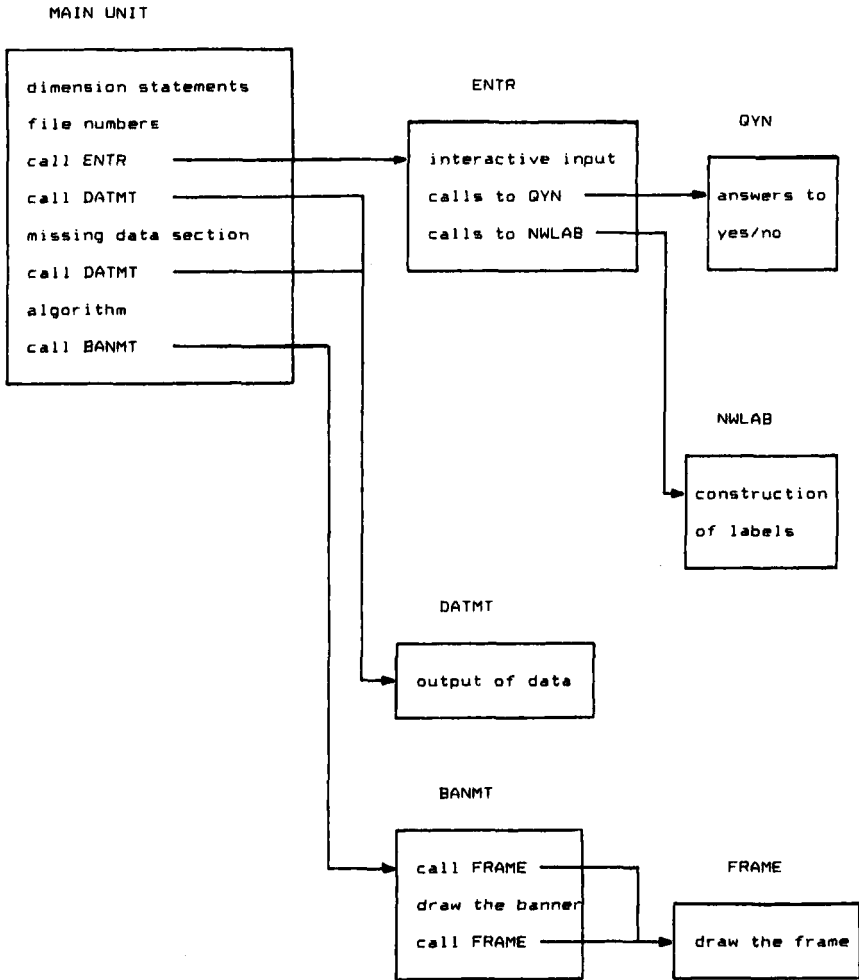 MAIN UNIT
dimension statements
file numbers
call ENTR
call DATMT
missing data section
call DATMT
algorithm
call BANMT
ENTR
interactive input
calls to QYN
calls to NWLAB
QYN
answers to
yes/no
NWLAB
construction
of labels
DATMT
output of data
BANMT
call FRAME
draw the banner
call FRAME
FRAME
draw the frame